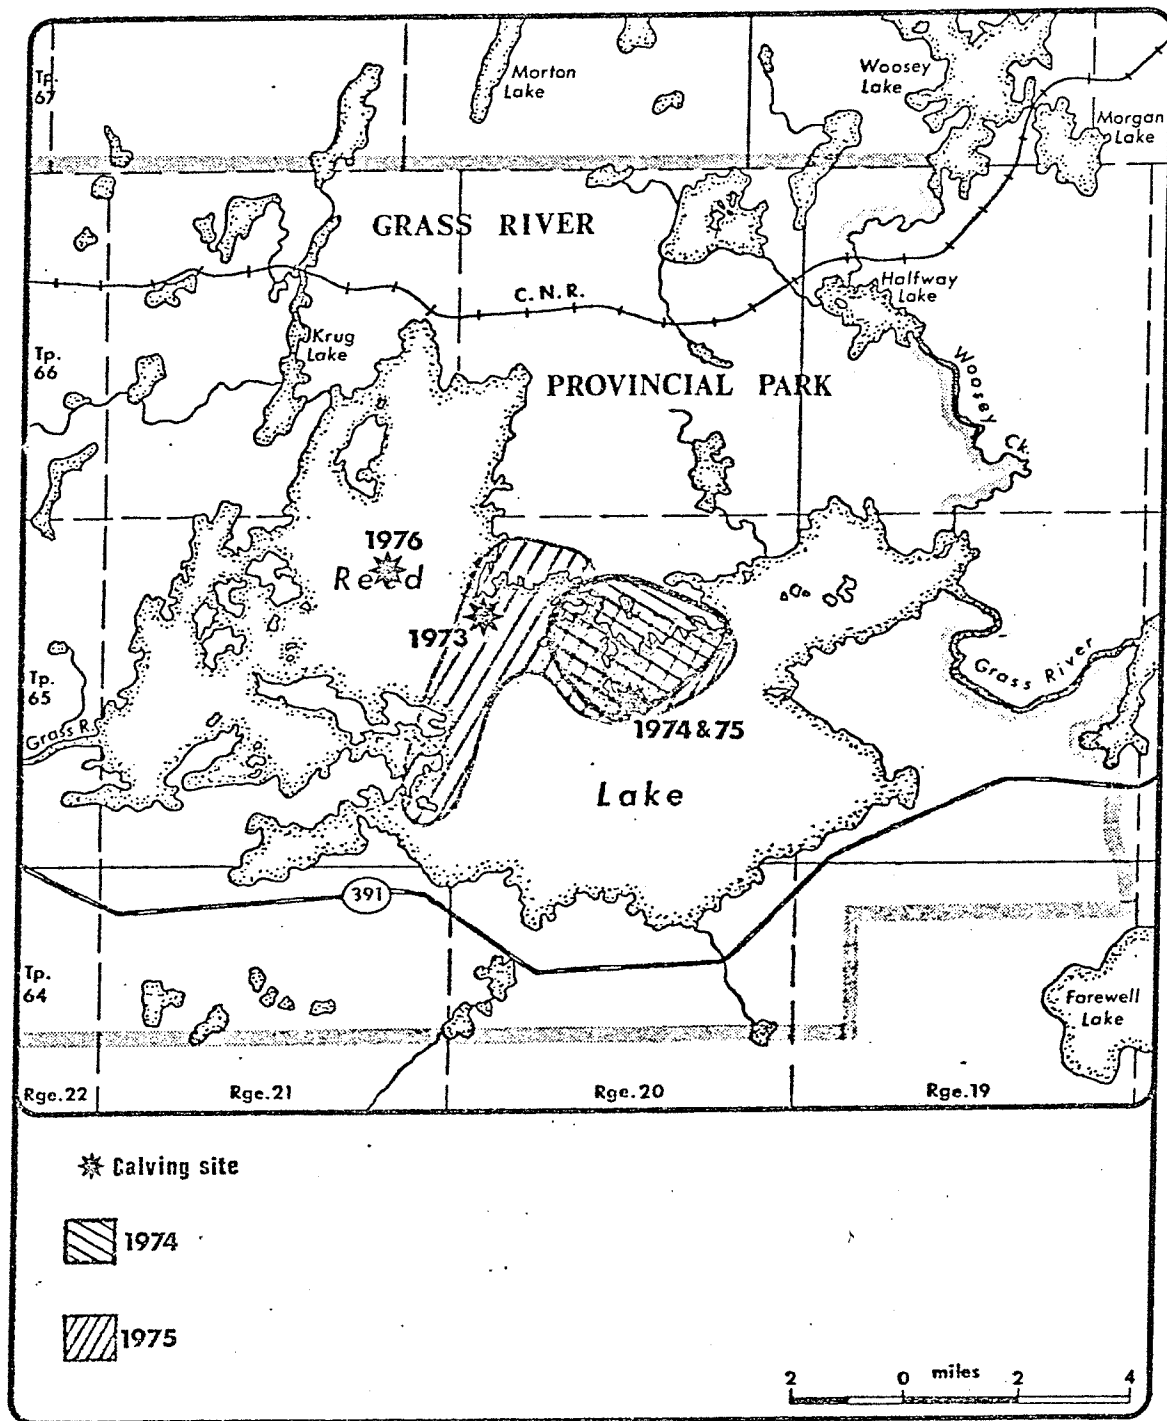 Tp.
67
Morton
Lake
Woosey
Lake
Morgan
Lake
GRASS RIVER
C.N.R.
Halfway
Lake
Krug
Lake
Tp.
66
PROVINCIAL PARK
Woosey
Ck.
1976
Reed
1973
Grass River
Tp.
65
Grass R.
1974&75
Lake
391
Tp.
64
Farewell
Lake
Rge.22
Rge.21
Rge.20
Rge.19
Calving site
1974
1975
2 0 miles 2 4